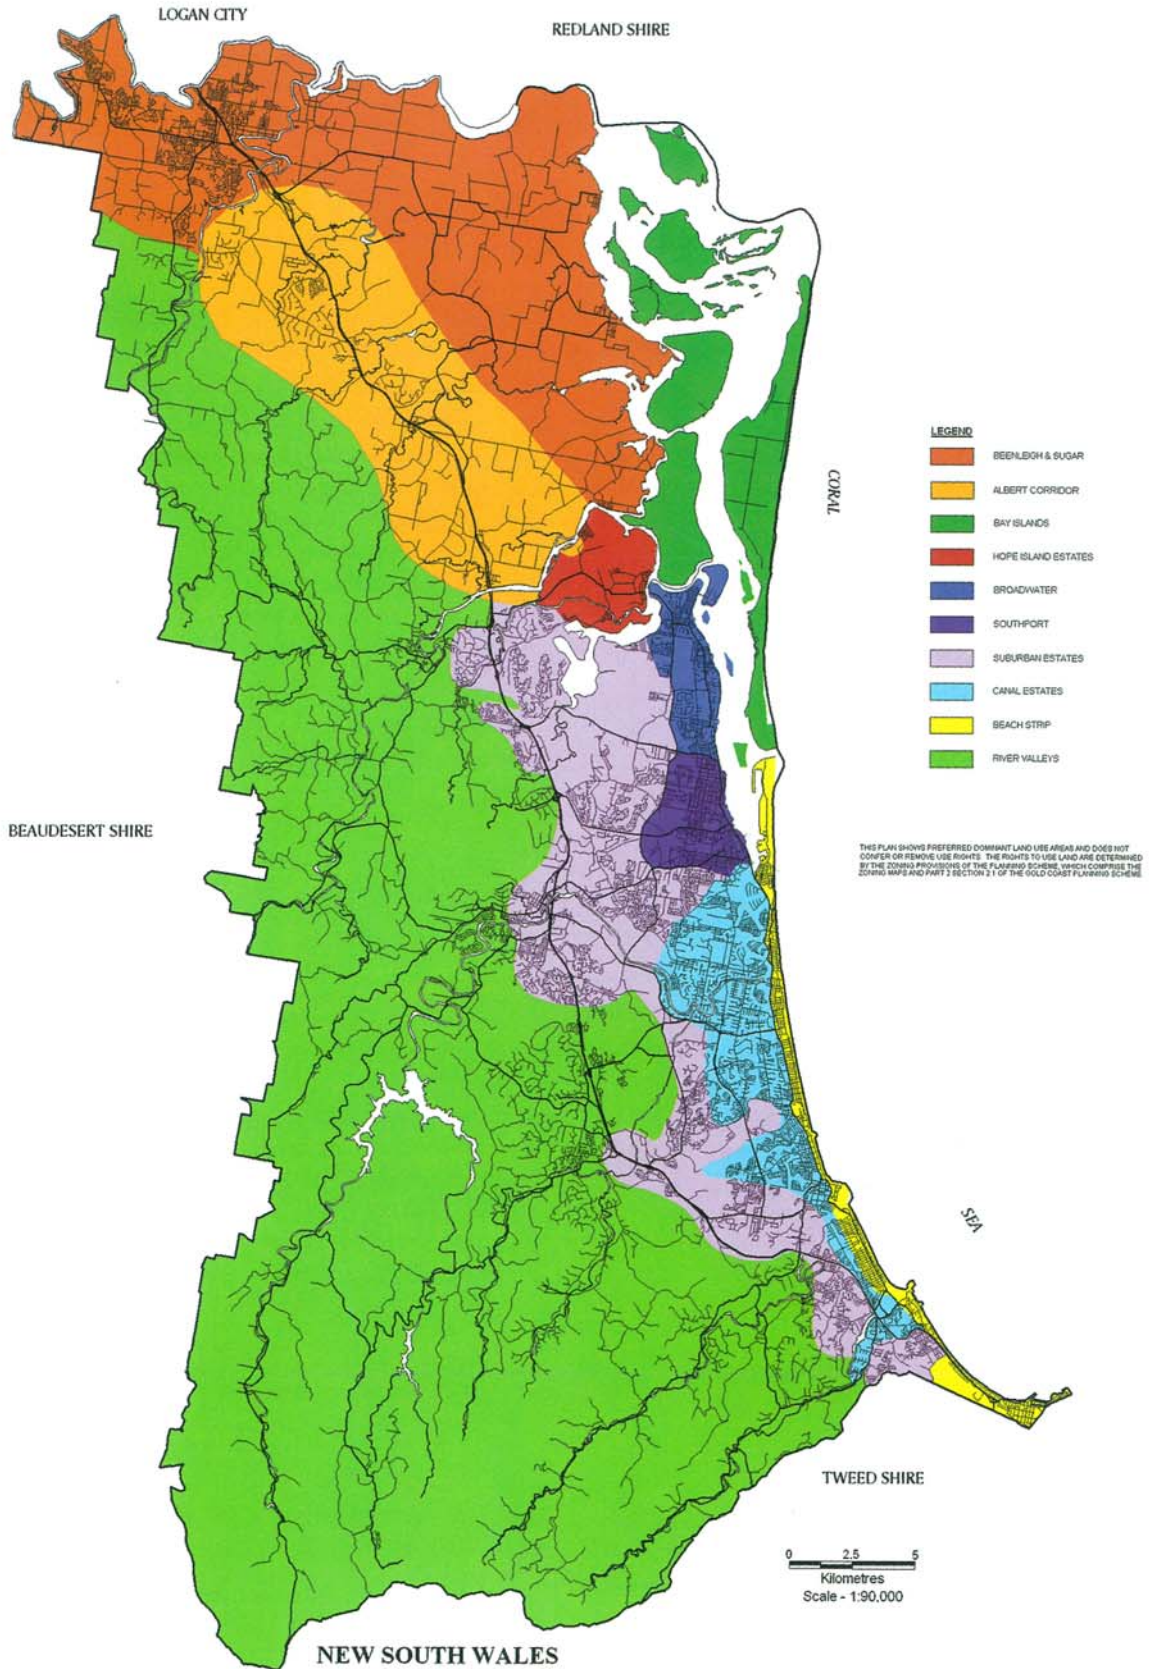 LOGAN CITY
REDLAND SHIRE
LEGEND
BEENLEIGH & SUGAR
ALBERT CORRIDOR
BAY ISLANDS
HOPE ISLAND ESTATES
BROADWATER
SOUTHPORT
SUBURBAN ESTATES
CANAL ESTATES
BEACH STRIP
RIVER VALLEYS
CORAL
BEAUDESERT SHIRE
THIS PLAN SHOWS PREFERRED DOMINANT LAND USE AREAS AND DOES NOT
CONFER OR REMOVE USE RIGHTS. THE RIGHTS TO USE LAND ARE DETERMINED
BY THE ZONING PROVISIONS OF THE PLANNING SCHEME, WHICH COMPRISE THE
ZONING MAPS AND PART 2 SECTION 2.1 OF THE GOLD COAST PLANNING SCHEME
SEA
TWEED SHIRE
0 2.5 5
Kilometres
Scale - 1:90,000
NEW SOUTH WALES